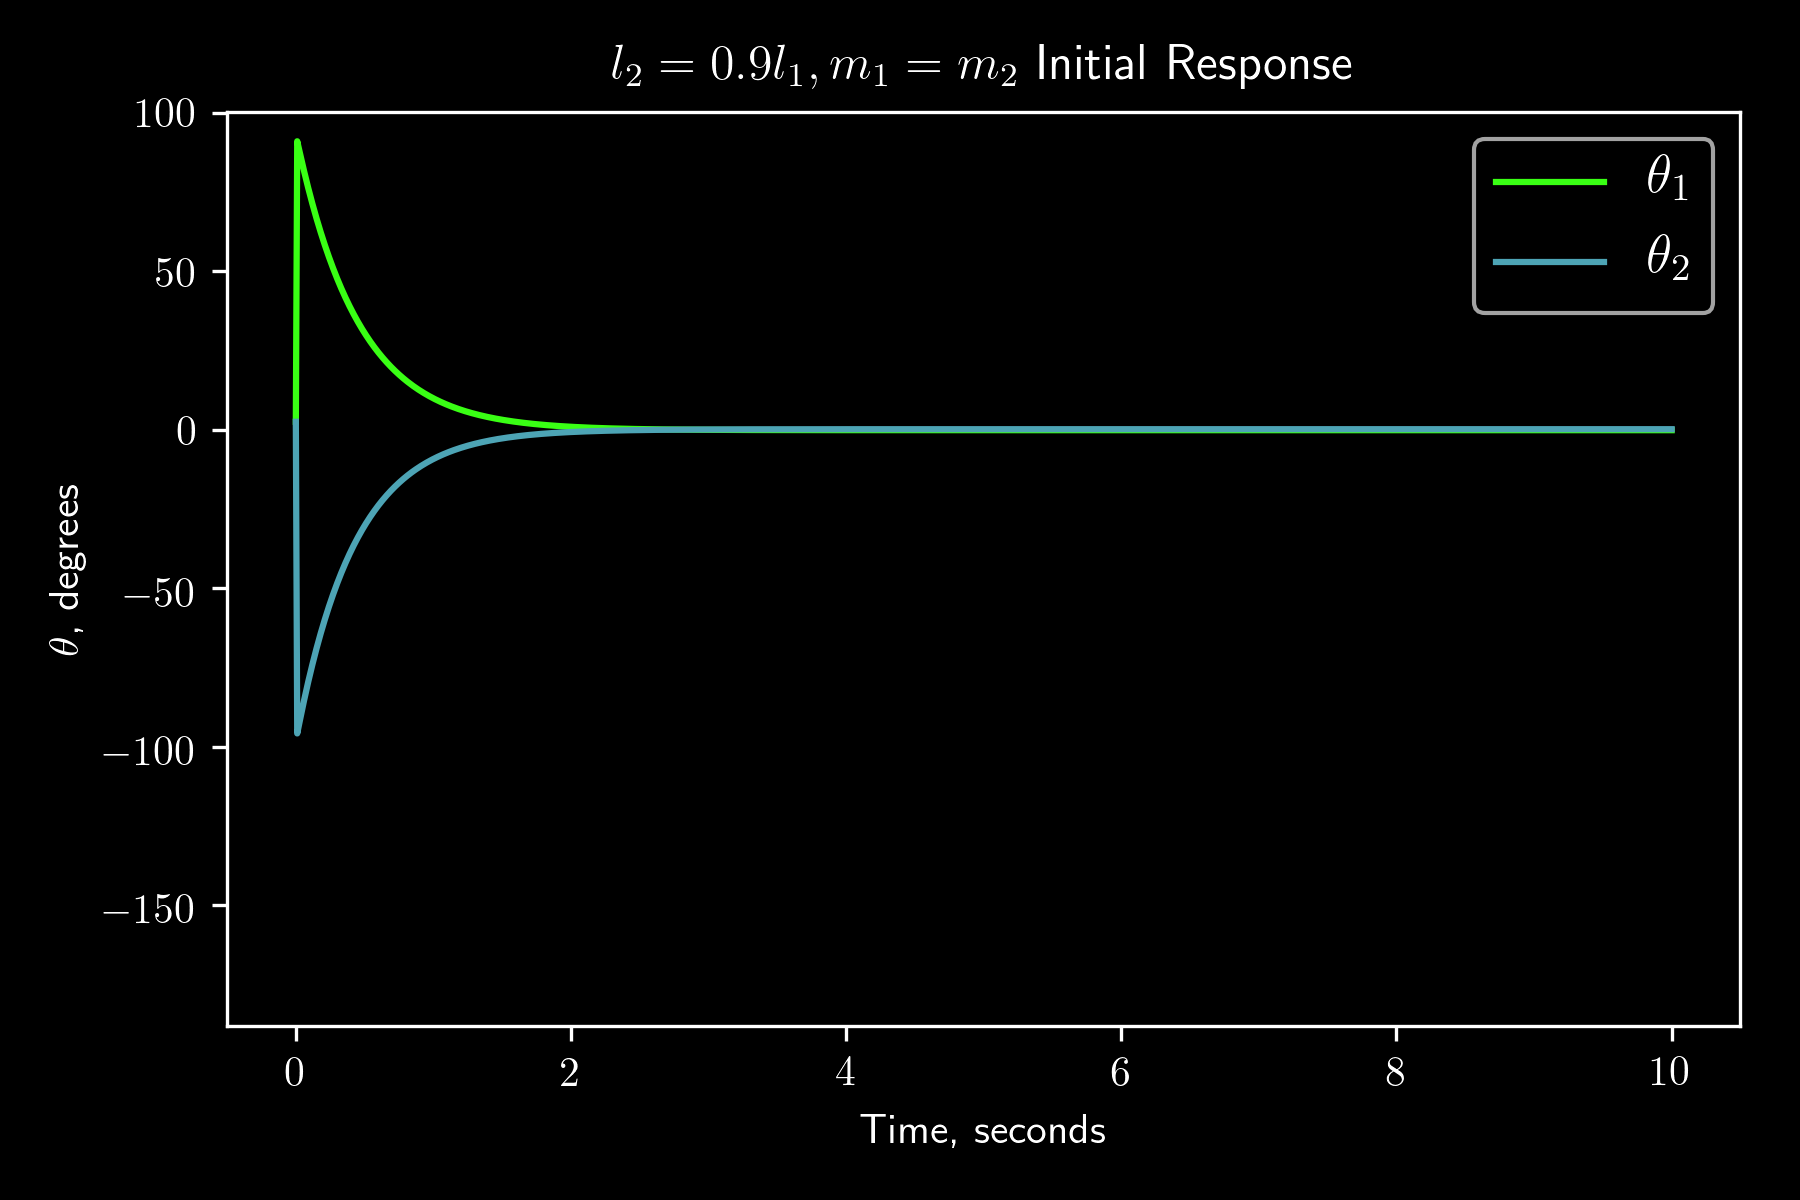 l₂ = 0.9l₁, m₁ = m₂ Initial Response
100
50
0
−50
−100
−150
θ, degrees
θ₁
θ₂
0 2 4 6 8 10
Time, seconds